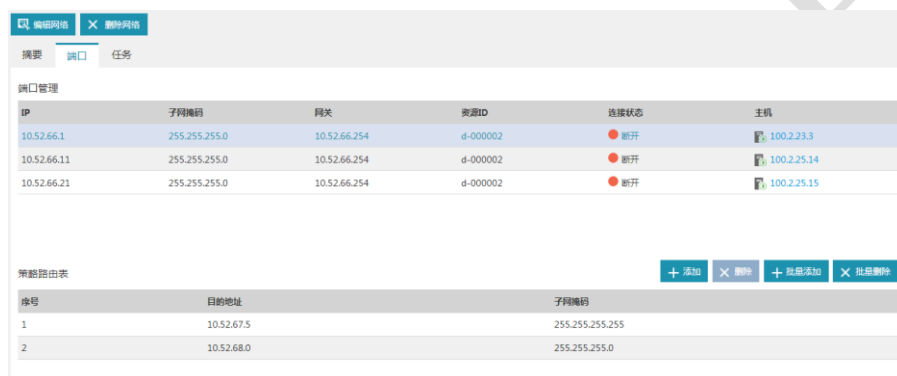 编辑网络 删除网络
摘要 端口 任务
端口管理
IP 子网掩码 网关 资源ID 连接状态 主机
10.52.66.1 255.255.255.0 10.52.66.254 d-000002 断开 100.2.23.3
10.52.66.11 255.255.255.0 10.52.66.254 d-000002 断开 100.2.25.14
10.52.66.21 255.255.255.0 10.52.66.254 d-000002 断开 100.2.25.15
策略路由表 添加 删除 批量添加 批量删除
序号 目的地址 子网掩码
1 10.52.67.5 255.255.255.255
2 10.52.68.0 255.255.255.0